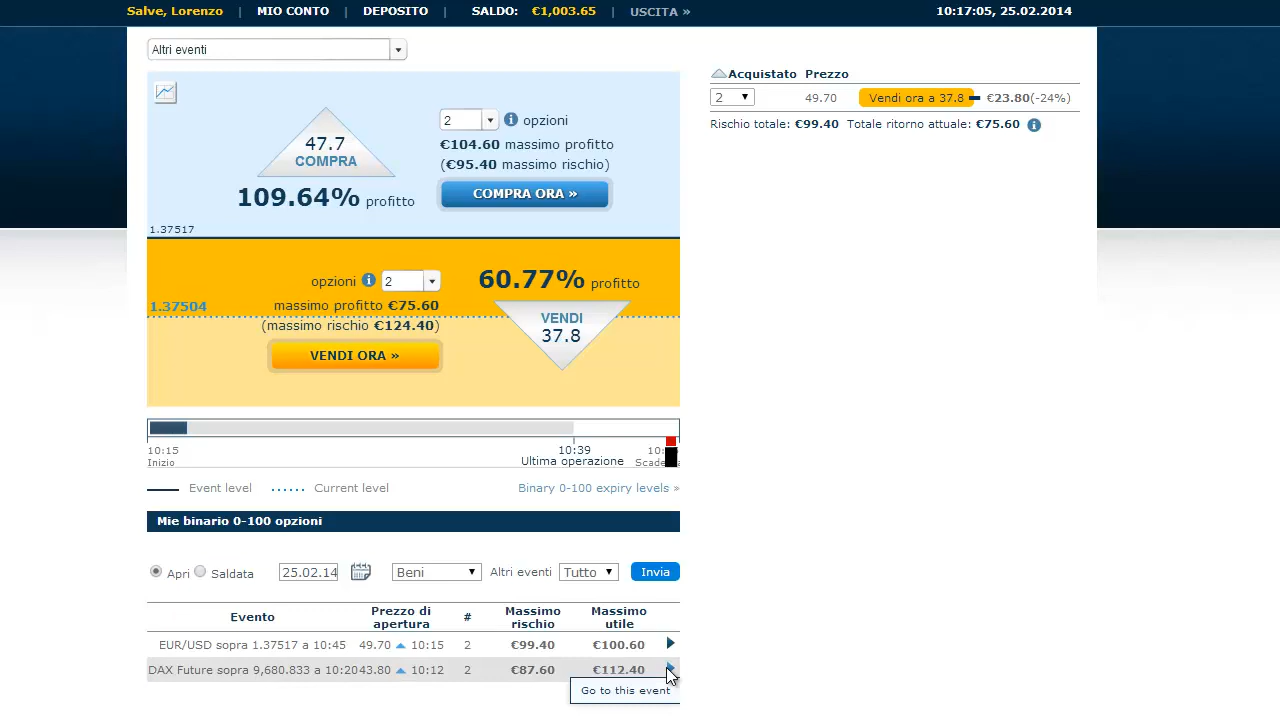 Salve, Lorenzo | MIO CONTO | DEPOSITO | SALDO: €1,003.65 | USCITA » 10:17:05, 25.02.2014
Altri eventi
Acquistato Prezzo
2 49.70 Vendi ora a 37.8 €23.80(-24%)
Rischio totale: €99.40 Totale ritorno attuale: €75.60
47.7
COMPRA
109.64% profitto
2 opzioni
€104.60 massimo profitto
(€95.40 massimo rischio)
COMPRA ORA »
1.37517
opzioni 2
massimo profitto €75.60
(massimo rischio €124.40)
VENDI ORA »
60.77% profitto
VENDI
37.8
1.37504
10:15 10:39 10:
Inizio Ultima operazione
Event level Current level Binary 0-100 expiry levels »
Mie binario 0-100 opzioni
Apri Saldata 25.02.14 Beni Altri eventi Tutto Invia
Evento Prezzo di apertura # Massimo rischio Massimo utile
EUR/USD sopra 1.37517 a 10:45 49.70 10:15 2 €99.40 €100.60
DAX Future sopra 9,680.833 a 10:20 43.80 10:12 2 €87.60 €112.40
Go to this event